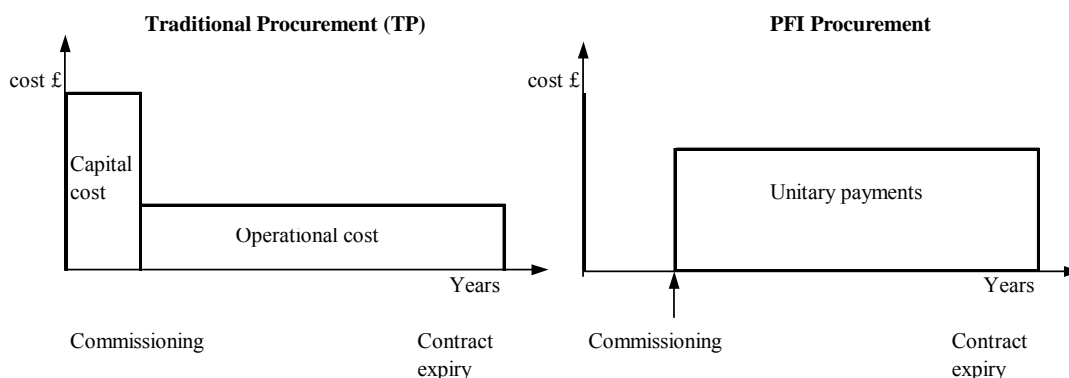 Traditional Procurement (TP)
cost £
Capital
cost
Operational cost
Years
Commissioning
Contract
expiry
PFI Procurement
cost £
Unitary payments
Years
Commissioning
Contract
expiry